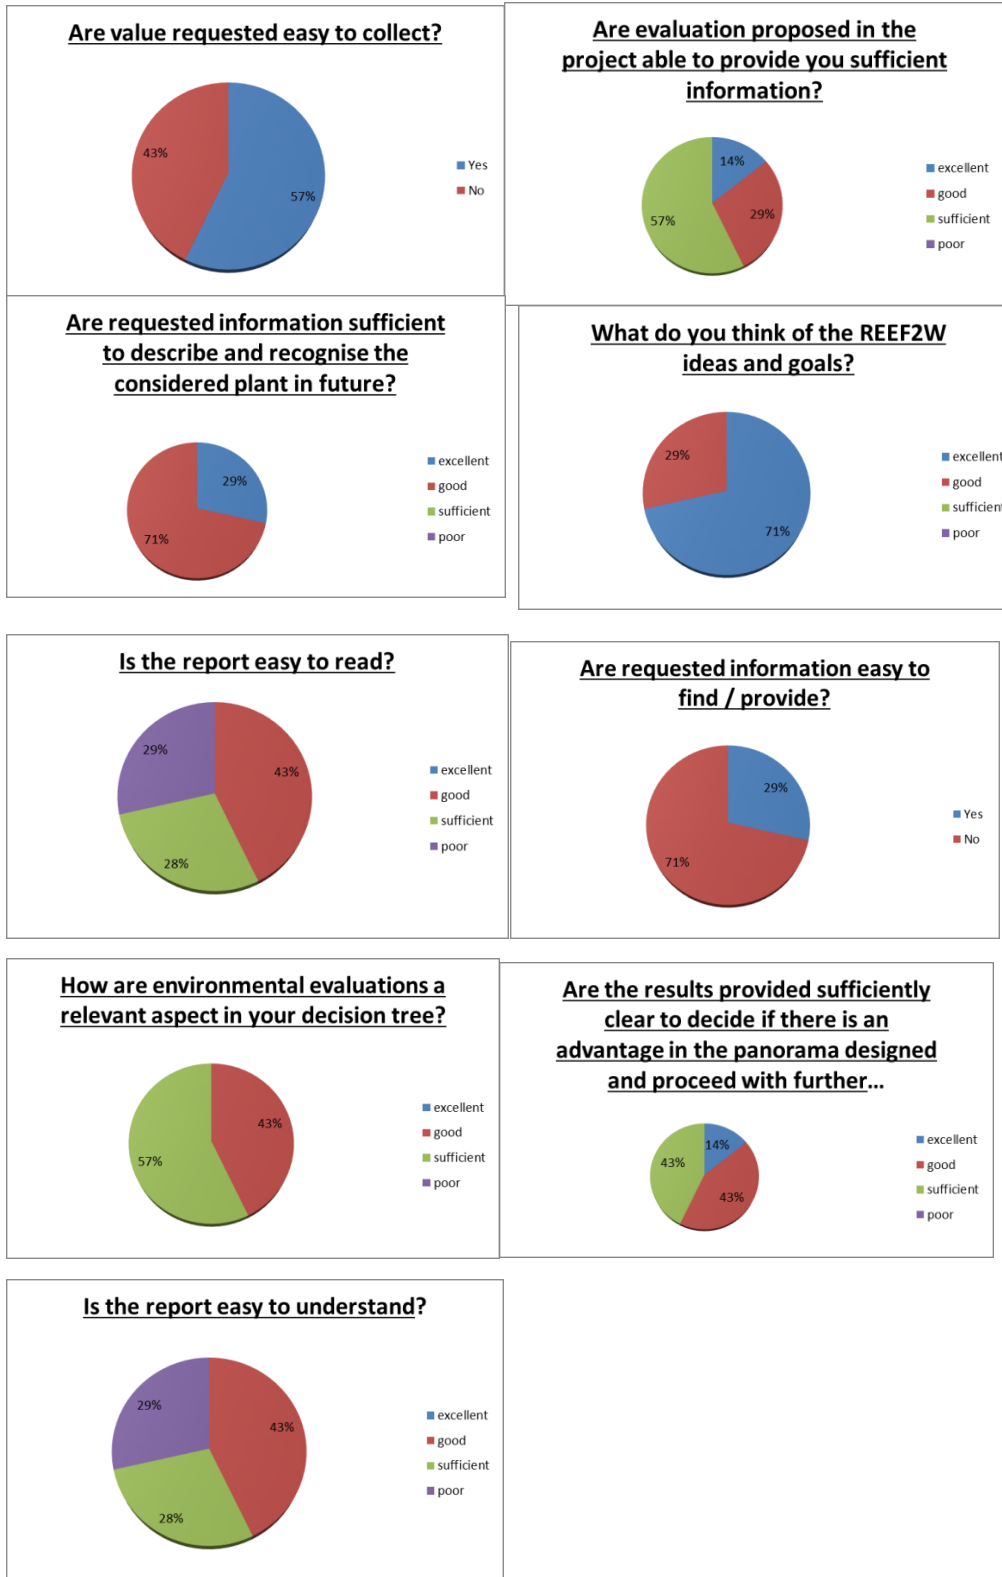 Are value requested easy to collect?
43%
57%
Yes
No
Are evaluation proposed in the
project able to provide you sufficient
information?
14%
29%
57%
excellent
good
sufficient
poor
Are requested information sufficient
to describe and recognise the
considered plant in future?
29%
71%
excellent
good
sufficient
poor
What do you think of the REEF2W
ideas and goals?
29%
71%
excellent
good
sufficient
poor
Is the report easy to read?
29%
43%
28%
excellent
good
sufficient
poor
Are requested information easy to
find / provide?
29%
71%
Yes
No
How are environmental evaluations a
relevant aspect in your decision tree?
43%
57%
excellent
good
sufficient
poor
Are the results provided sufficiently
clear to decide if there is an
advantage in the panorama designed
and proceed with further...
14%
43%
43%
excellent
good
sufficient
poor
Is the report easy to understand?
29%
43%
28%
excellent
good
sufficient
poor